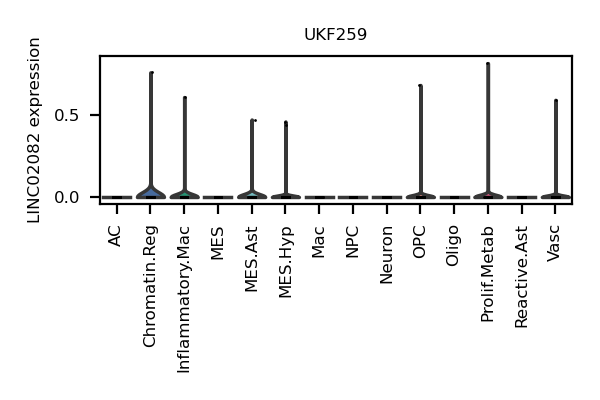 UKF259
LINC02082 expression
0.5
0.0
AC
Chromatin.Reg
Inflammatory.Mac
MES
MES.Ast
MES.Hyp
Mac
NPC
Neuron
OPC
Oligo
Prolif.Metab
Reactive.Ast
Vasc